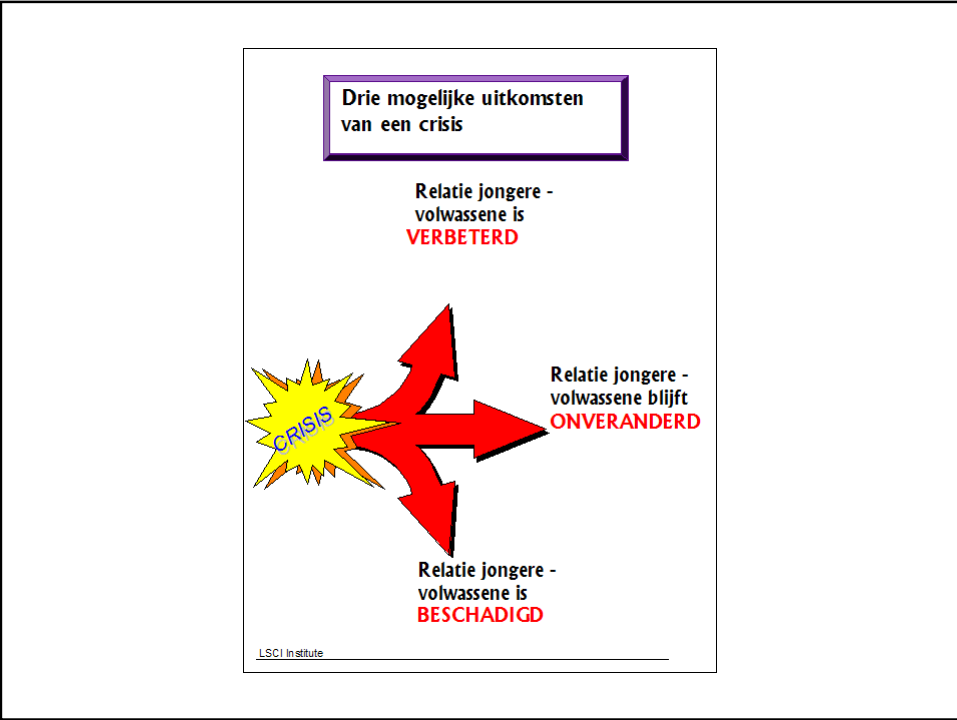 Drie mogelijke uitkomsten
van een crisis
Relatie jongere -
volwassene is
VERBETERD
CRISIS
Relatie jongere -
volwassene blijft
ONVERANDERD
Relatie jongere -
volwassene is
BESCHADIGD
LSCI Institute